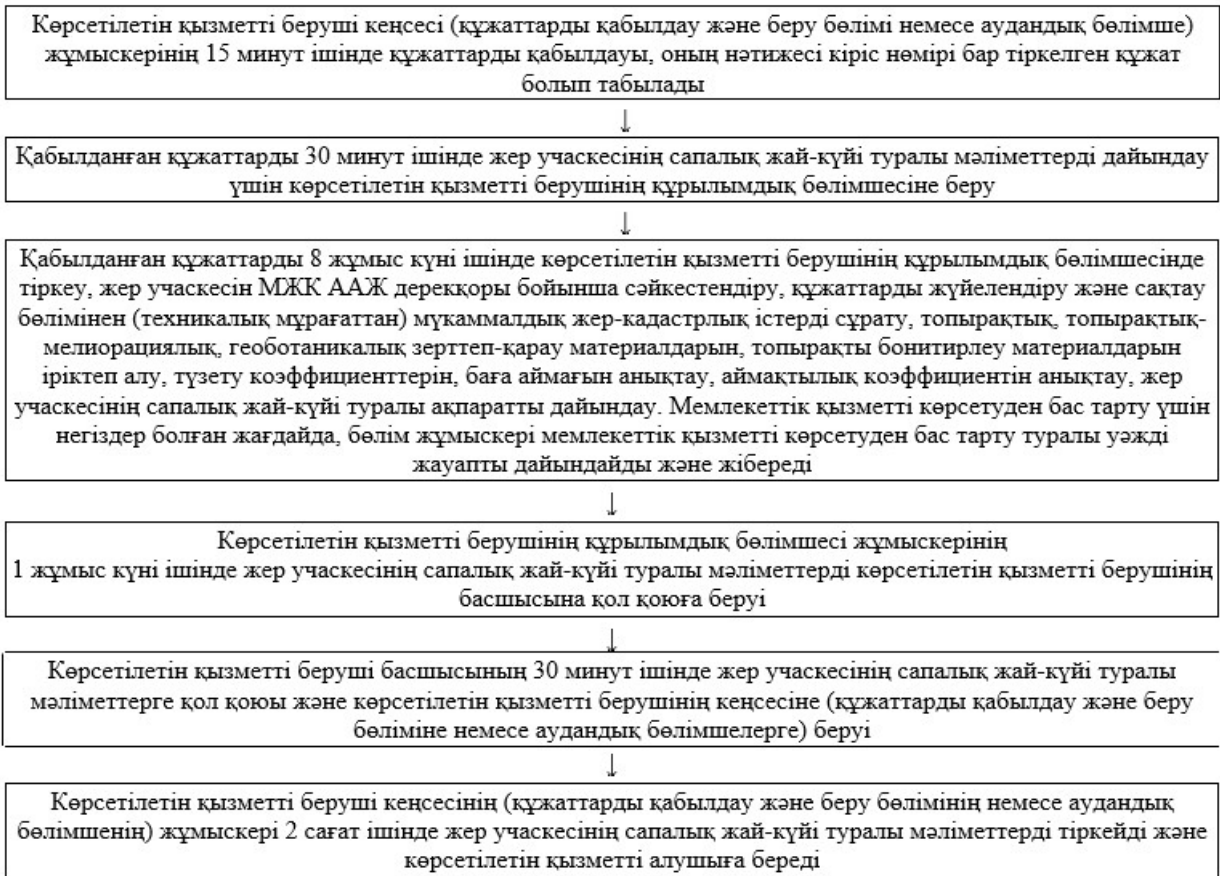 Көрсетілетін қызметті беруші кеңсесі (құжаттарды қабылдау және беру бөлімі немесе аудандық бөлімше)
жұмыскерінің 15 минут ішінде құжаттарды қабылдауы, оның нәтижесі кіріс нөмірі бар тіркелген құжат
болып табылады
↓
Қабылданған құжаттарды 30 минут ішінде жер учаскесінің сапалық жай-күйі туралы мәліметтерді дайындау
үшін көрсетілетін қызметті берушінің құрылымдық бөлімшесіне беру
↓
Қабылданған құжаттарды 8 жұмыс күні ішінде көрсетілетін қызметті берушінің құрылымдық бөлімшесінде
тіркеу, жер учаскесін МЖК ААЖ дерекқоры бойынша сәйкестендіру, құжаттарды жүйелендіру және сақтау
бөлімінен (техникалық мұрағаттан) мүкаммалдық жер-кадастрлық істерді сұрату, топырақтық, топырақтық-
мелиорациялық, геоботаникалық зерттеп-қарау материалдарын, топырақты бонитирлеу материалдарын
іріктеп алу, түзету коэффициенттерін, баға аймағын анықтау, аймақтылық коэффициентін анықтау, жер
учаскесінің сапалық жай-күйі туралы ақпаратты дайындау. Мемлекеттік қызметті көрсетуден бас тарту үшін
негіздер болған жағдайда, бөлім жұмыскері мемлекеттік қызметті көрсетуден бас тарту туралы уәжді
жауапты дайындайды және жібереді
↓
Көрсетілетін қызметті берушінің құрылымдық бөлімшесі жұмыскерінің
1 жұмыс күні ішінде жер учаскесінің сапалық жай-күйі туралы мәліметтерді көрсетілетін қызметті берушінің
басшысына қол қоюға беруі
↓
Көрсетілетін қызметті беруші басшысының 30 минут ішінде жер учаскесінің сапалық жай-күйі туралы
мәліметтерге қол қоюы және көрсетілетін қызметті берушінің кеңсесіне (құжаттарды қабылдау және беру
бөліміне немесе аудандық бөлімшелерге) беруі
↓
Көрсетілетін қызметті беруші кеңсесінің (құжаттарды қабылдау және беру бөлімінің немесе аудандық
бөлімшенің) жұмыскері 2 сағат ішінде жер учаскесінің сапалық жай-күйі туралы мәліметтерді тіркейді және
көрсетілетін қызметті алушыға береді